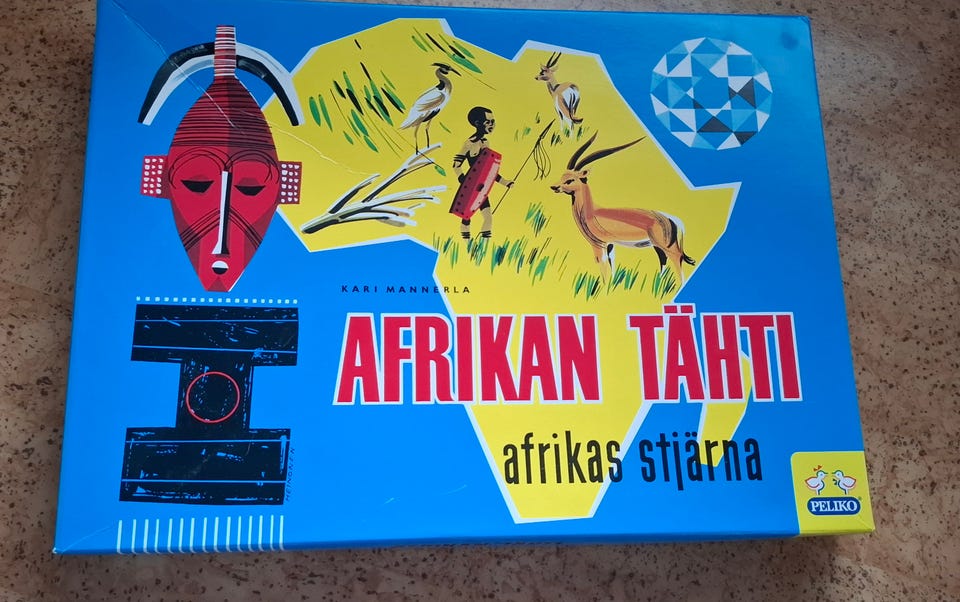 KARI MANNERLA
AFRIKAN TÄHTI
afrikas stjärna
PELIKO